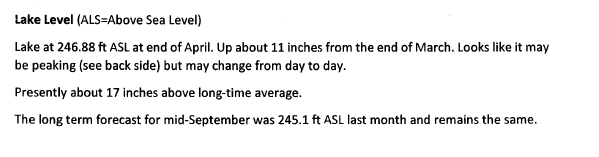 Lake Level (ALS=Above Sea Level)
Lake at 246.88 ft ASL at end of April. Up about 11 inches from the end of March. Looks like it may
be peaking (see back side) but may change from day to day.
Presently about 17 inches above long-time average.
The long term forecast for mid-September was 245.1 ft ASL last month and remains the same.